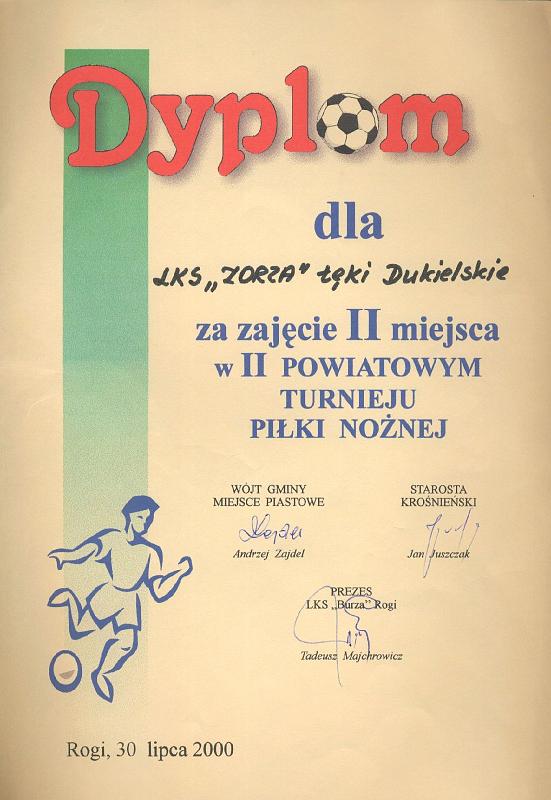 Dyplom
dla
LKS „ZORZA” Łęki Dukielskie
za zajęcie II miejsca
w II POWIATOWYM
TURNIEJU
PIŁKI NOŻNEJ
WÓJT GMINY
MIEJSCE PIASTOWE
Andrzej Zajdel
STAROSTA
KROŚNIEŃSKI
Jan Juszczak
PREZES
LKS „Burza” Rogi
Tadeusz Majchrowicz
Rogi, 30 lipca 2000